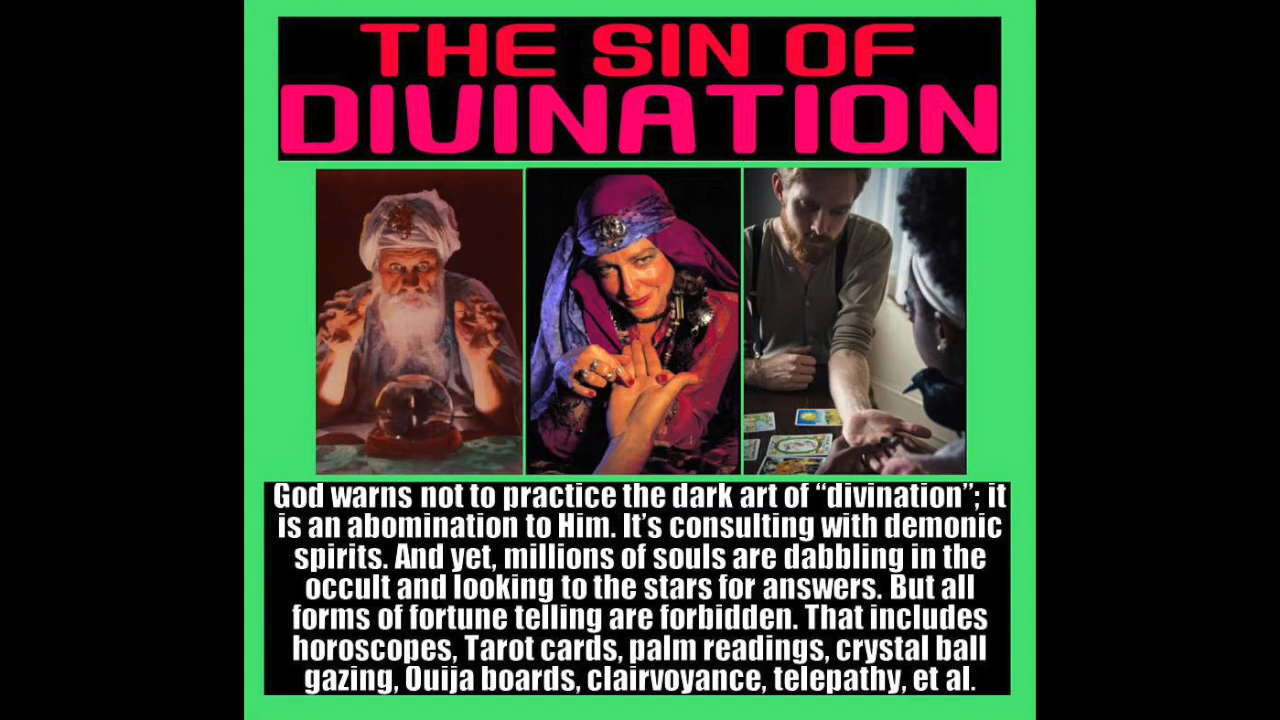 THE SIN OF
DIVINATION
God warns not to practice the dark art of “divination”; it
is an abomination to Him. It’s consulting with demonic
spirits. And yet, millions of souls are dabbling in the
occult and looking to the stars for answers. But all
forms of fortune telling are forbidden. That includes
horoscopes, Tarot cards, palm readings, crystal ball
gazing, Ouija boards, clairvoyance, telepathy, et al.